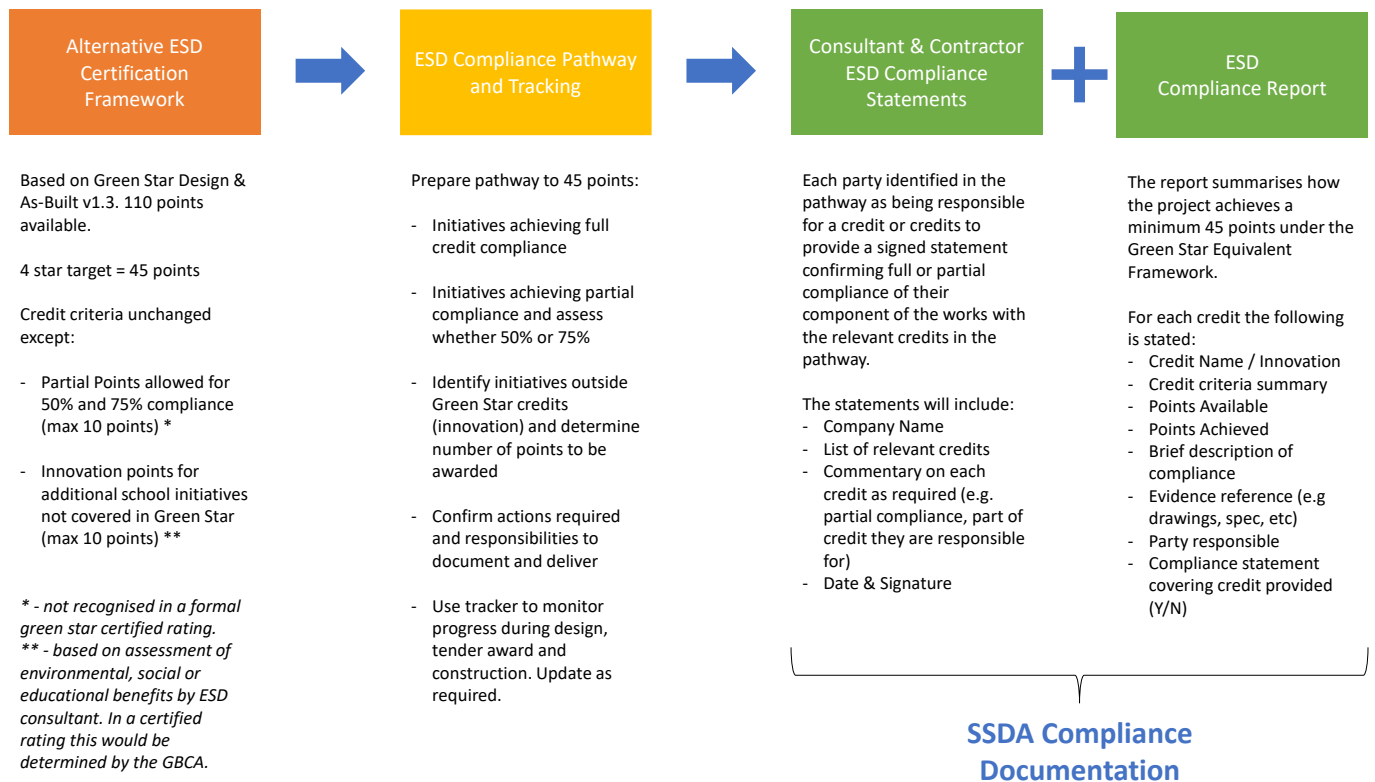 Alternative ESD
Certification
Framework
ESD Compliance Pathway
and Tracking
Consultant & Contractor
ESD Compliance
Statements
ESD
Compliance Report
Based on Green Star Design &
As-Built v1.3. 110 points
available.
4 star target = 45 points
Credit criteria unchanged
except:
- Partial Points allowed for
50% and 75% compliance
(max 10 points) *
- Innovation points for
additional school initiatives
not covered in Green Star
(max 10 points) **
* - not recognised in a formal
green star certified rating.
** - based on assessment of
environmental, social or
educational benefits by ESD
consultant. In a certified
rating this would be
determined by the GBCA.
Prepare pathway to 45 points:
- Initiatives achieving full
credit compliance
- Initiatives achieving partial
compliance and assess
whether 50% or 75%
- Identify initiatives outside
Green Star credits
(innovation) and determine
number of points to be
awarded
- Confirm actions required
and responsibilities to
document and deliver
- Use tracker to monitor
progress during design,
tender award and
construction. Update as
required.
Each party identified in the
pathway as being responsible
for a credit or credits to
provide a signed statement
confirming full or partial
compliance of their
component of the works with
the relevant credits in the
pathway.
The statements will include:
- Company Name
- List of relevant credits
- Commentary on each
credit as required (e.g.
partial compliance, part of
credit they are responsible
for)
- Date & Signature
The report summarises how
the project achieves a
minimum 45 points under the
Green Star Equivalent
Framework.
For each credit the following
is stated:
- Credit Name / Innovation
- Credit criteria summary
- Points Available
- Points Achieved
- Brief description of
compliance
- Evidence reference (e.g
drawings, spec, etc)
- Party responsible
- Compliance statement
covering credit provided
(Y/N)
SSDA Compliance
Documentation